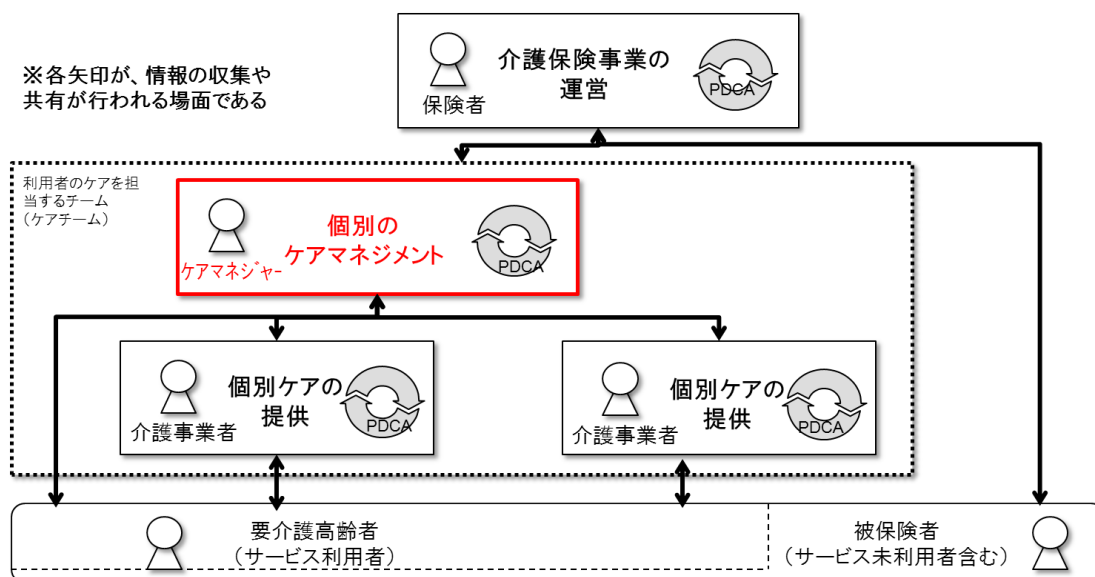 ※各矢印が、情報の収集や
共有が行われる場面である
介護保険事業の
運営
保険者
PDCA
利用者のケアを担
当するチーム
（ケアチーム）
個別の
ケアマネジメント
ケアマネジャー
PDCA
個別ケアの
提供
介護事業者
PDCA
個別ケアの
提供
介護事業者
PDCA
要介護高齢者
（サービス利用者）
被保険者
（サービス未利用者含む）